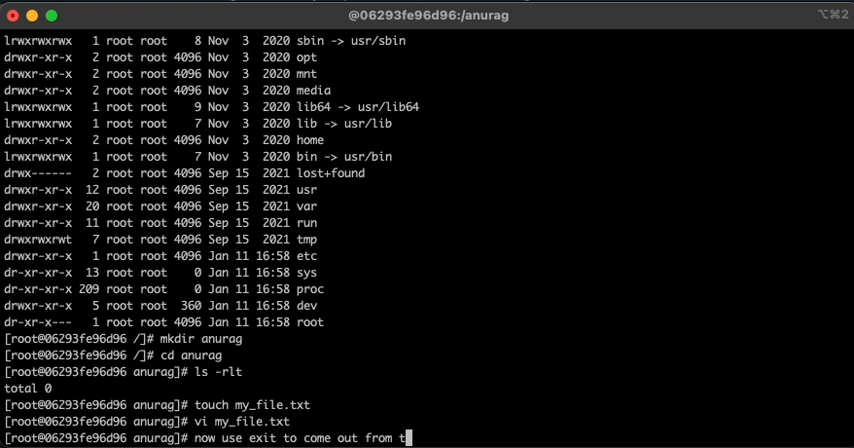 @06293fe96d96:/anurag
⌥⌘2
lrwxrwxrwx 1 root root 8 Nov 3 2020 sbin -> usr/sbin
drwxr-xr-x 2 root root 4096 Nov 3 2020 opt
drwxr-xr-x 2 root root 4096 Nov 3 2020 mnt
drwxr-xr-x 2 root root 4096 Nov 3 2020 media
lrwxrwxrwx 1 root root 9 Nov 3 2020 lib64 -> usr/lib64
lrwxrwxrwx 1 root root 7 Nov 3 2020 lib -> usr/lib
drwxr-xr-x 2 root root 4096 Nov 3 2020 home
lrwxrwxrwx 1 root root 7 Nov 3 2020 bin -> usr/bin
drwx------ 2 root root 4096 Sep 15 2021 lost+found
drwxr-xr-x 12 root root 4096 Sep 15 2021 usr
drwxr-xr-x 20 root root 4096 Sep 15 2021 var
drwxr-xr-x 11 root root 4096 Sep 15 2021 run
drwxrwxrwt 7 root root 4096 Sep 15 2021 tmp
drwxr-xr-x 1 root root 4096 Jan 11 16:58 etc
dr-xr-xr-x 13 root root 0 Jan 11 16:58 sys
dr-xr-xr-x 209 root root 0 Jan 11 16:58 proc
drwxr-xr-x 5 root root 360 Jan 11 16:58 dev
dr-xr-x--- 1 root root 4096 Jan 11 16:58 root
[root@06293fe96d96 /]# mkdir anurag
[root@06293fe96d96 /]# cd anurag
[root@06293fe96d96 anurag]# ls -rlt
total 0
[root@06293fe96d96 anurag]# touch my_file.txt
[root@06293fe96d96 anurag]# vi my_file.txt
[root@06293fe96d96 anurag]# now use exit to come out from t